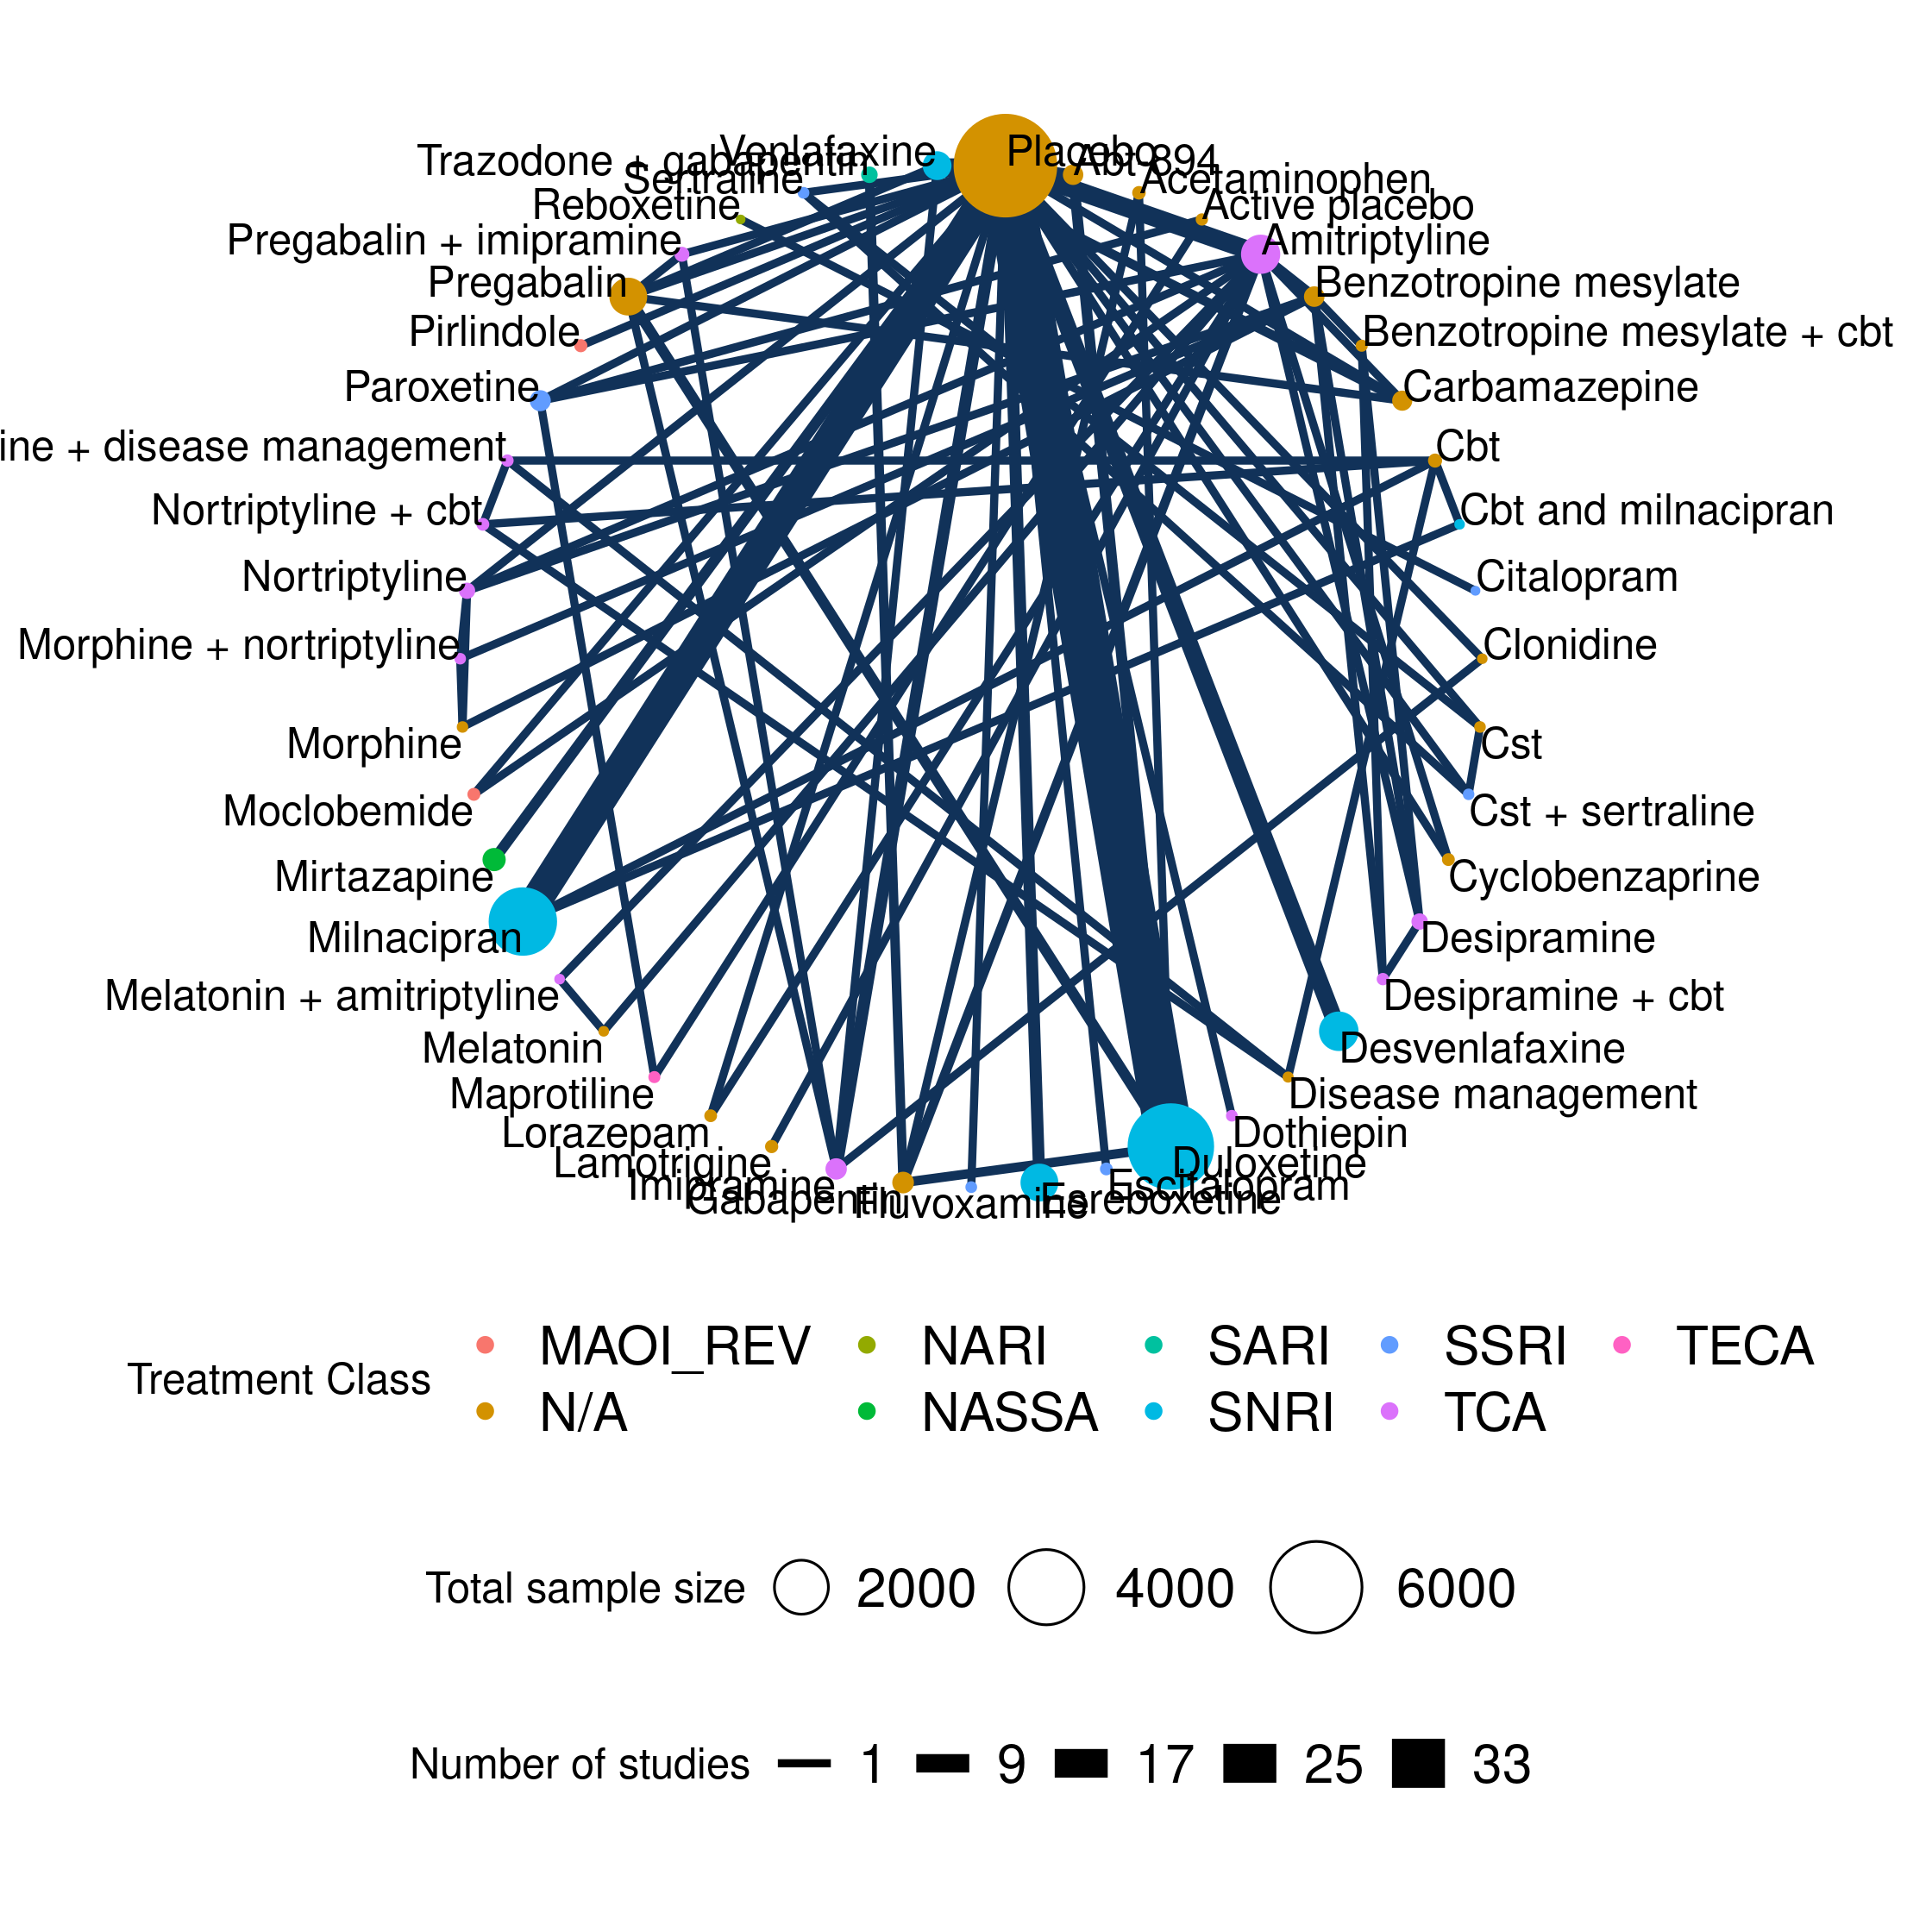 Venlafaxine
Placebo
Trazodone + gabapentin
Abt-894
Sertraline
Acetaminophen
Reboxetine
Active placebo
Pregabalin + imipramine
Amitriptyline
Pregabalin
Benzotropine mesylate
Pirlindole
Benzotropine mesylate + cbt
Paroxetine
Carbamazepine
ine + disease management
Cbt
Nortriptyline + cbt
Cbt and milnacipran
Nortriptyline
Citalopram
Morphine + nortriptyline
Clonidine
Morphine
Cst
Moclobemide
Cst + sertraline
Mirtazapine
Cyclobenzaprine
Milnacipran
Desipramine
Melatonin + amitriptyline
Desipramine + cbt
Melatonin
Desvenlafaxine
Maprotiline
Disease management
Lorazepam
Dothiepin
Lamotrigine
Duloxetine
Imipramine
Escitalopram
Gabapentin
Esreboxetine
Fluvoxamine
Treatment Class
MAOI_REV NARI SARI SSRI TECA
N/A NASSA SNRI TCA
Total sample size 2000 4000 6000
Number of studies 1 9 17 25 33